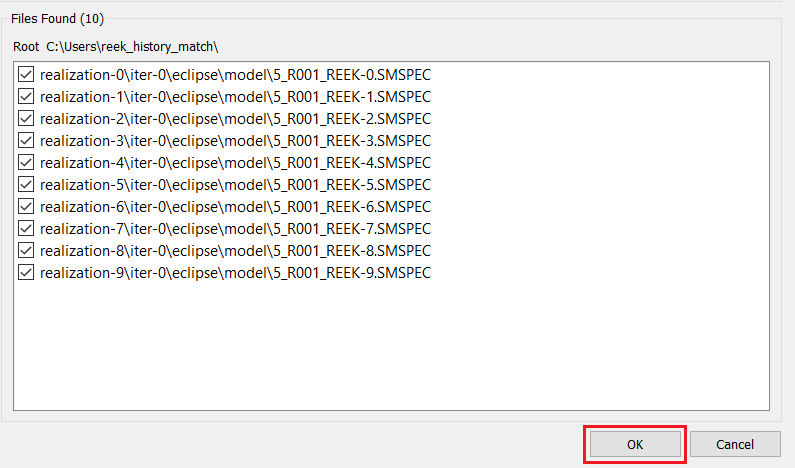 Files Found (10)
Root C:\Users\reek_history_match\
realization-0\iter-0\eclipse\model\5_R001_REEK-0.SMSPEC
realization-1\iter-0\eclipse\model\5_R001_REEK-1.SMSPEC
realization-2\iter-0\eclipse\model\5_R001_REEK-2.SMSPEC
realization-3\iter-0\eclipse\model\5_R001_REEK-3.SMSPEC
realization-4\iter-0\eclipse\model\5_R001_REEK-4.SMSPEC
realization-5\iter-0\eclipse\model\5_R001_REEK-5.SMSPEC
realization-6\iter-0\eclipse\model\5_R001_REEK-6.SMSPEC
realization-7\iter-0\eclipse\model\5_R001_REEK-7.SMSPEC
realization-8\iter-0\eclipse\model\5_R001_REEK-8.SMSPEC
realization-9\iter-0\eclipse\model\5_R001_REEK-9.SMSPEC
OK Cancel